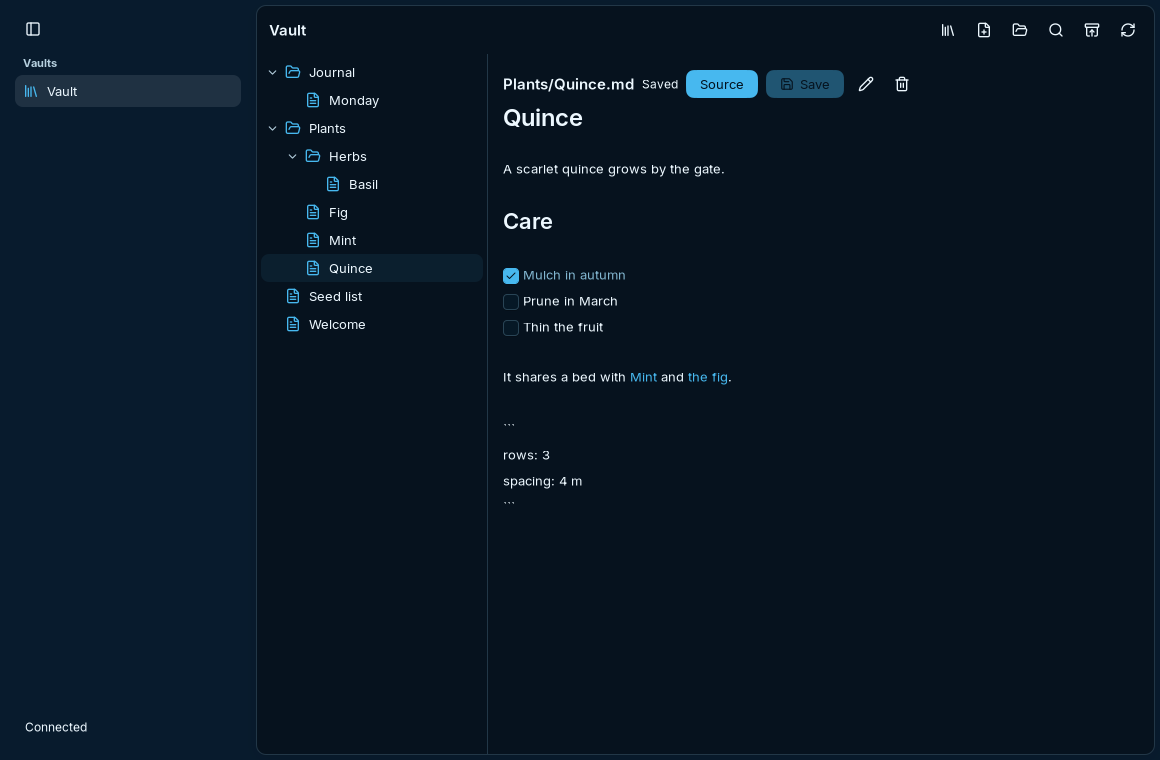 Vaults
Vault
Connected
Vault
Journal
Monday
Plants
Herbs
Basil
Fig
Mint
Quince
Seed list
Welcome
Plants/Quince.md Saved Source Save
Quince
A scarlet quince grows by the gate.
Care
Mulch in autumn
Prune in March
Thin the fruit
It shares a bed with Mint and the fig.
```
rows: 3
spacing: 4 m
```